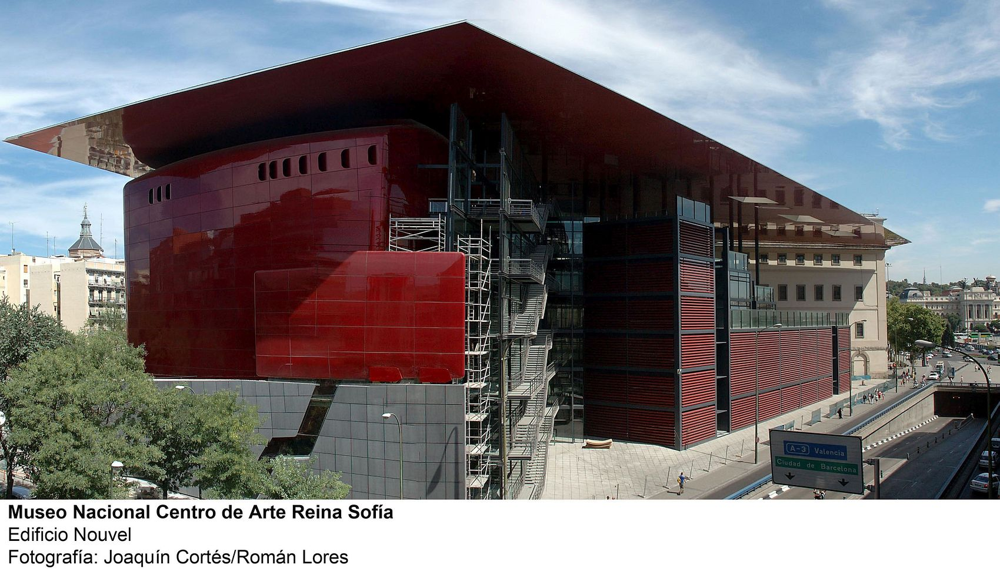 A-3 Valencia
Ciudad de Barcelona
Museo Nacional Centro de Arte Reina Sofía
Edificio Nouvel
Fotografía: Joaquín Cortés/Román Lores